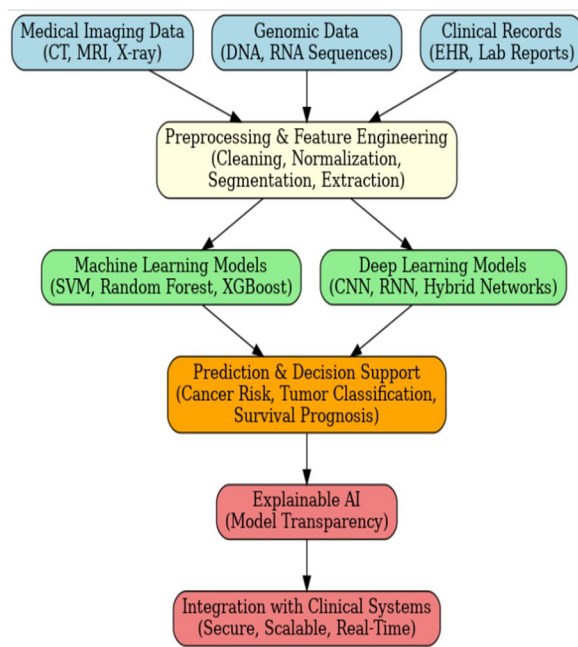 Medical Imaging Data
(CT, MRI, X-ray)
Genomic Data
(DNA, RNA Sequences)
Clinical Records
(EHR, Lab Reports)
Preprocessing & Feature Engineering
(Cleaning, Normalization,
Segmentation, Extraction)
Machine Learning Models
(SVM, Random Forest, XGBoost)
Deep Learning Models
(CNN, RNN, Hybrid Networks)
Prediction & Decision Support
(Cancer Risk, Tumor Classification,
Survival Prognosis)
Explainable AI
(Model Transparency)
Integration with Clinical Systems
(Secure, Scalable, Real-Time)